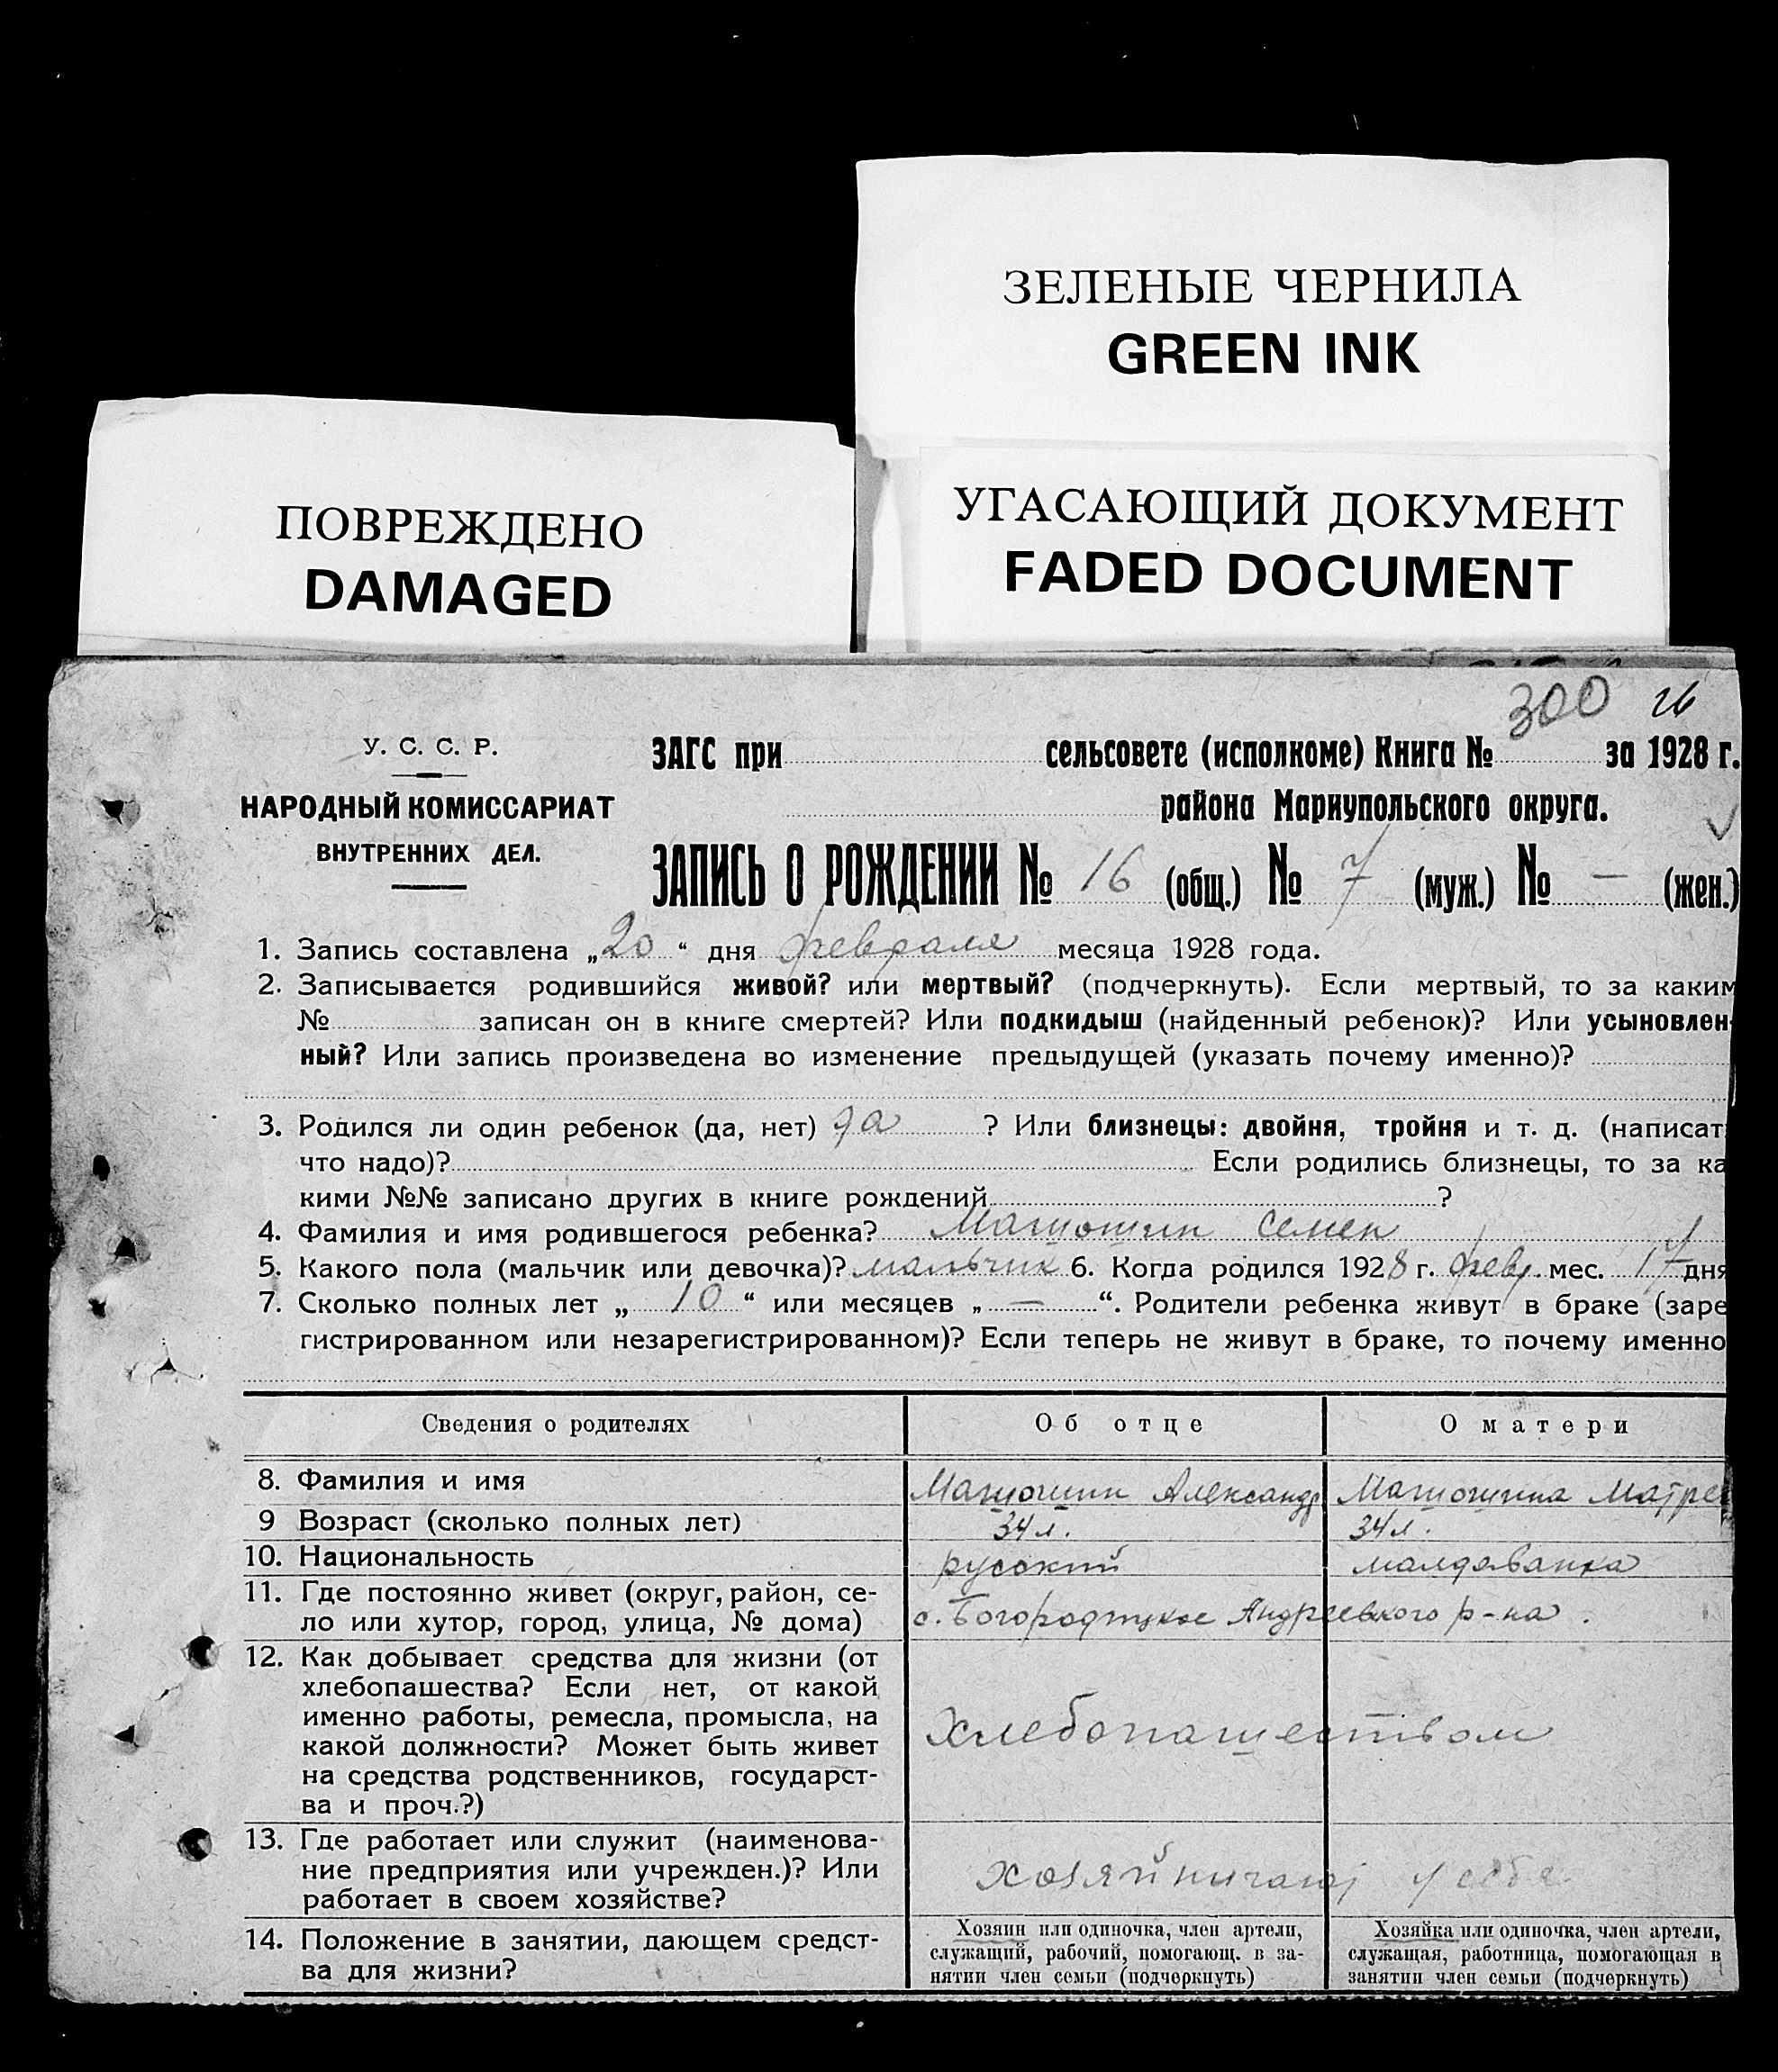 ЗЕЛЕНЫЕ ЧЕРНИЛА
GREEN INK
ПОВРЕЖДЕНО
DAMAGED
УГАСАЮЩИЙ ДОКУМЕНТ
FADED DOCUMENT
300 26
У. С. С. Р.
НАРОДНЫЙ КОМИССАРИАТ
ВНУТРЕННИХ ДЕЛ.
ЗАГС при сельсовете (исполкоме) Книга № за 1928 г.
района Мариупольского округа.
ЗАПИСЬ О РОЖДЕНИИ № 16 (общ.) № 7 (муж.) № — (жен.)
1. Запись составлена „20“ дня февраля месяца 1928 года.
2. Записывается родившийся живой? или мертвый? (подчеркнуть). Если мертвый, то за каким
№ записан он в книге смертей? Или подкидыш (найденный ребенок)? Или усыновлен-
ный? Или запись произведена во изменение предыдущей (указать почему именно)?
3. Родился ли один ребенок (да, нет) да ? Или близнецы: двойня, тройня и т. д. (написат
что надо)? Если родились близнецы, то за ка
кими №№ записано других в книге рождений ?
4. Фамилия и имя родившегося ребенка? Матюшин Семен
5. Какого пола (мальчик или девочка)? мальчик 6. Когда родился 1928 г. февр. мес. 17 дня
7. Сколько полных лет „ 10 “ или месяцев „ — “. Родители ребенка живут в браке (заре
гистрированном или незарегистрированном)? Если теперь не живут в браке, то почему именно
Сведения о родителях Об отце О матери
8. Фамилия и имя Матюшин Александр Матюшина Матре
9 Возраст (сколько полных лет) 34 л. 34 л.
10. Национальность русский малдаванка
11. Где постоянно живет (округ, район, се-
ло или хутор, город, улица, № дома) с. Богородицкое Андреевкого р-на.
12. Как добывает средства для жизни (от
хлебопашества? Если нет, от какой
именно работы, ремесла, промысла, на
какой должности? Может быть живет
на средства родственников, государст-
ва и проч.?)
Хлебопашеством
13. Где работает или служит (наименова-
ние предприятия или учрежден.)? Или
работает в своем хозяйстве?
хозяйничают у себя
14. Положение в занятии, дающем средст-
ва для жизни?
Хозяин или одиночка, член артели,
служащий, рабочий, помогающ. в за-
нятии член семьи (подчеркнуть)
Хозяйка или одиночка, член артели,
служащая, работница, помогающая в
занятии член семьи (подчеркнуть)